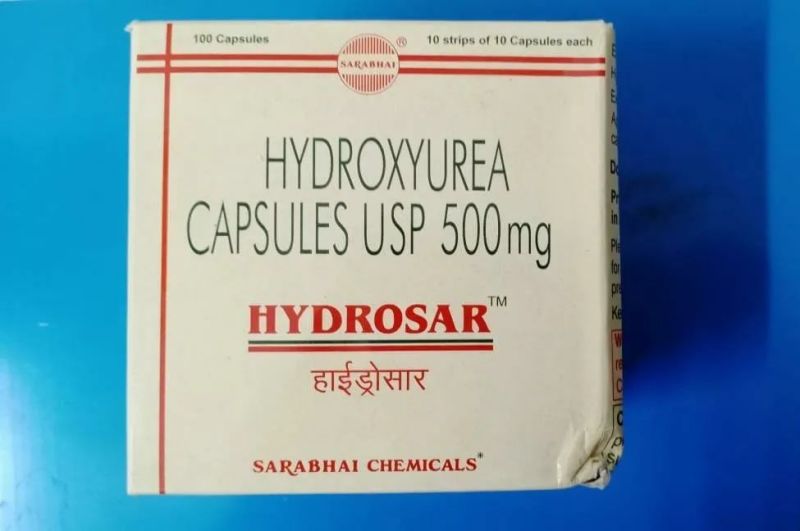 100 Capsules
SARABHAI
®
10 strips of 10 Capsules each
HYDROXYUREA
CAPSULES USP 500mg
HYDROSAR™
हाईड्रोसार
SARABHAI CHEMICALS*